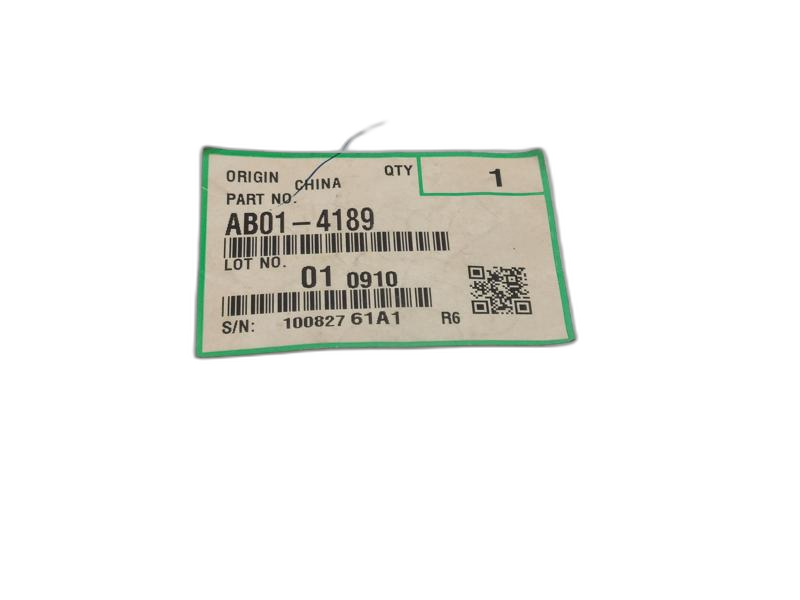 ORIGIN CHINA QTY 1
PART NO.
AB01-4189
LOT NO.
01 0910
S/N: 100827 61A1 R6